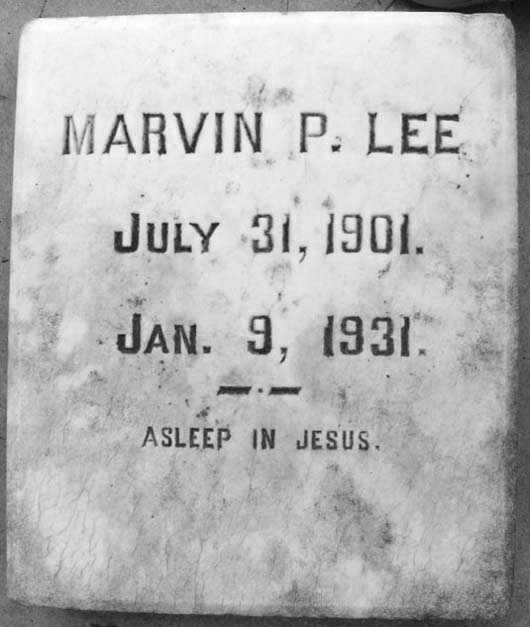 MARVIN P. LEE
JULY 31, 1901.
JAN. 9, 1931.
ASLEEP IN JESUS.